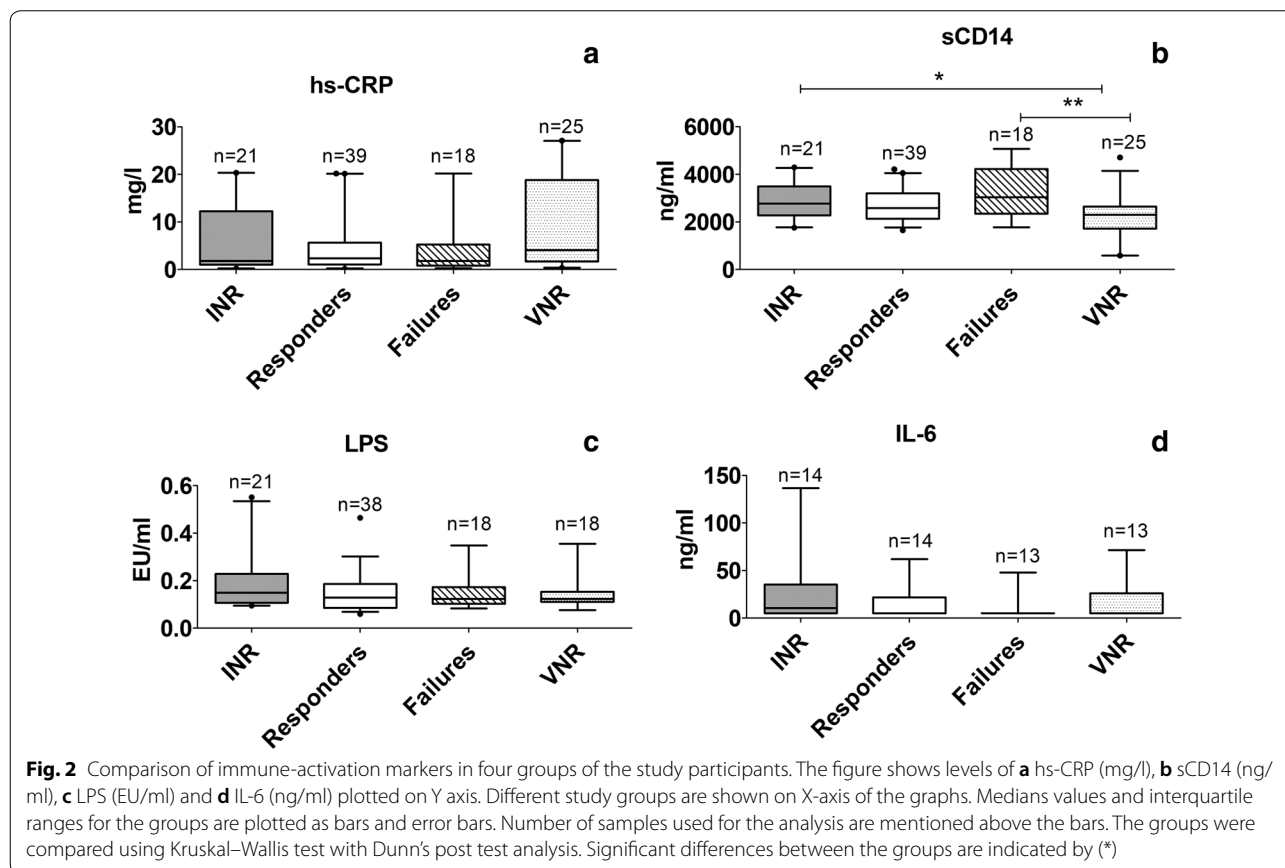 a
hs-CRP
30
20
10
0
mg/l
n=21
n=39
n=18
n=25
INR
Responders
Failures
VNR
b
sCD14
*
**
6000
4000
2000
0
ng/ml
n=21
n=39
n=18
n=25
INR
Responders
Failures
VNR
c
LPS
0.6
0.4
0.2
0.0
EU/ml
n=21
n=38
n=18
n=18
INR
Responders
Failures
VNR
d
IL-6
150
100
50
0
ng/ml
n=14
n=14
n=13
n=13
INR
Responders
Failures
VNR
Fig. 2 Comparison of immune-activation markers in four groups of the study participants. The figure shows levels of a hs-CRP (mg/l), b sCD14 (ng/
ml), c LPS (EU/ml) and d IL-6 (ng/ml) plotted on Y axis. Different study groups are shown on X-axis of the graphs. Medians values and interquartile
ranges for the groups are plotted as bars and error bars. Number of samples used for the analysis are mentioned above the bars. The groups were
compared using Kruskal–Wallis test with Dunn's post test analysis. Significant differences between the groups are indicated by (*)